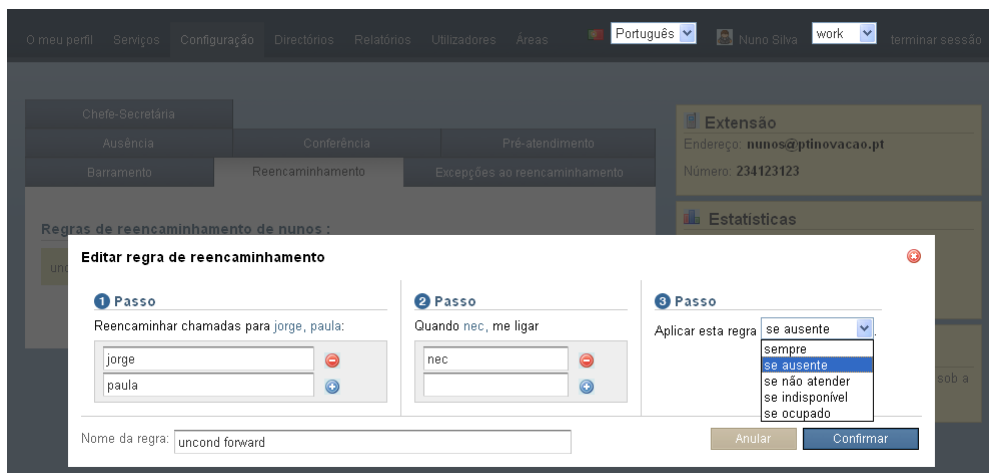 O meu perfil Serviços Configuração Directórios Relatórios Utilizadores Áreas Português Nuno Silva work terminar sessão
Chefe-Secretária
Ausência Conferência Pré-atendimento
Barramento Reencaminhamento Excepções ao reencaminhamento
Extensão
Endereço: nunos@ptinovacao.pt
Número: 234123123
Estatísticas
Regras de reencaminhamento de nunos :
unc
sob a
Editar regra de reencaminhamento
1 Passo
Reencaminhar chamadas para jorge, paula:
jorge
paula
2 Passo
Quando nec, me ligar
nec
3 Passo
Aplicar esta regra se ausente .
sempre
se ausente
se não atender
se indisponível
se ocupado
Nome da regra: uncond forward
Anular Confirmar